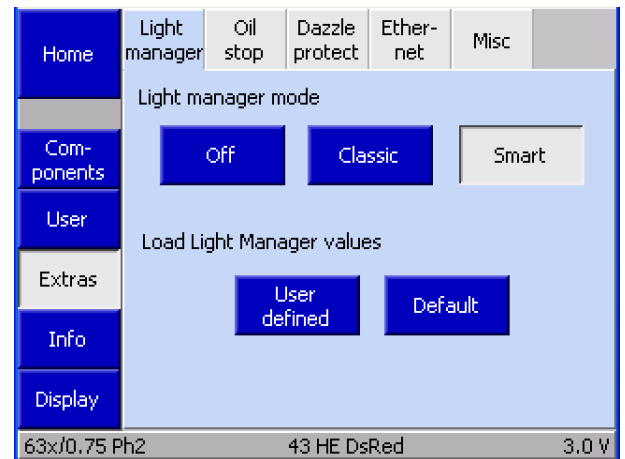 Home
Light manager
Oil stop
Dazzle protect
Ether-
net
Misc
Light manager mode
Off
Classic
Smart
Com-
ponents
User
Extras
Info
Display
Load Light Manager values
User defined
Default
63x/0.75 Ph2
43 HE DsRed
3.0 V